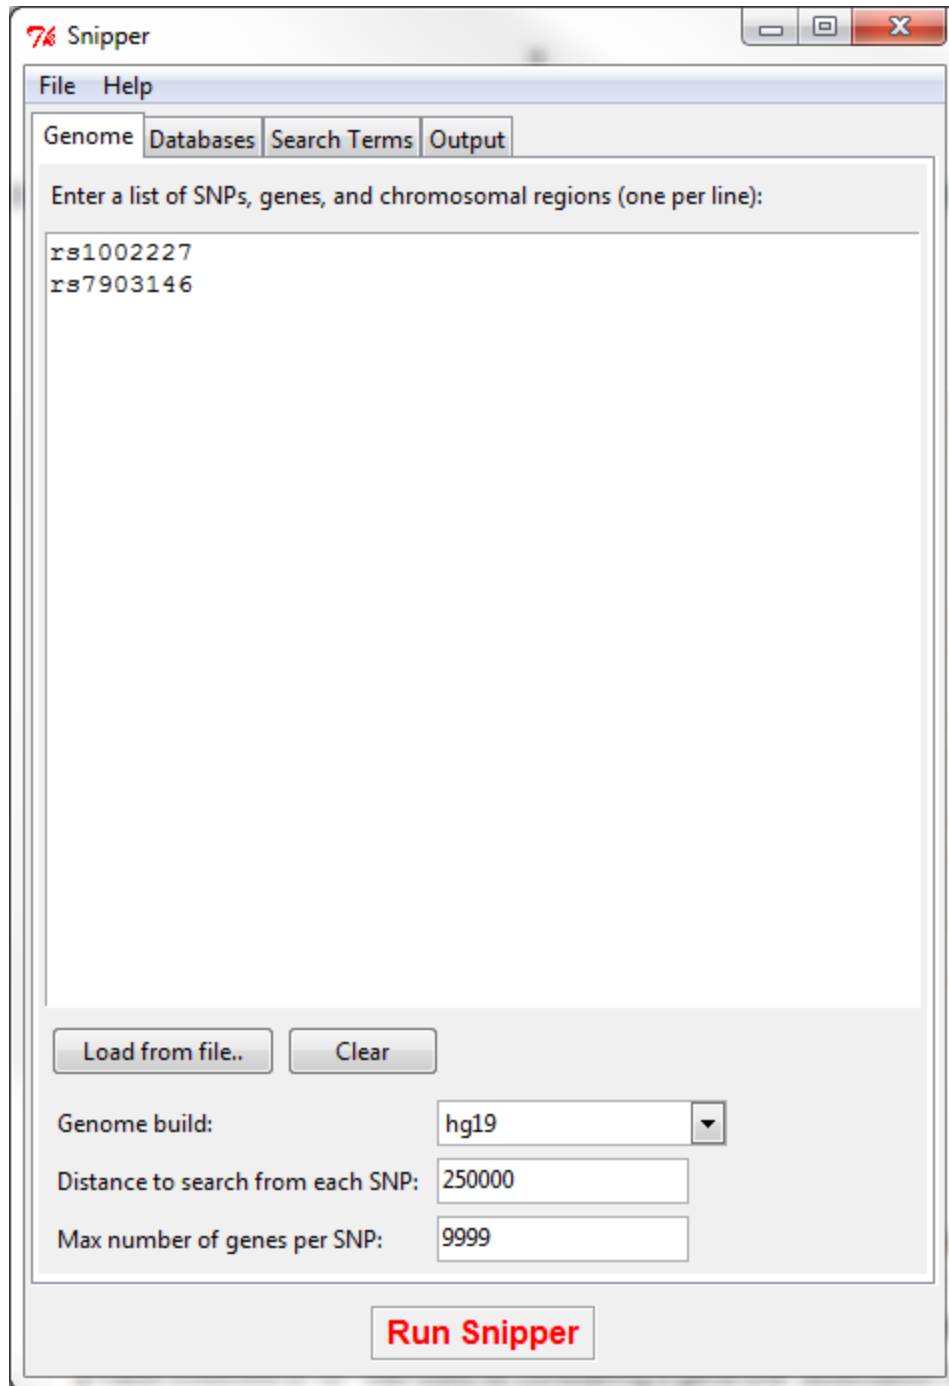 Snipper
File Help
Genome Databases Search Terms Output
Enter a list of SNPs, genes, and chromosomal regions (one per line):
rs1002227
rs7903146
Load from file.. Clear
Genome build: hg19
Distance to search from each SNP: 250000
Max number of genes per SNP: 9999
Run Snipper